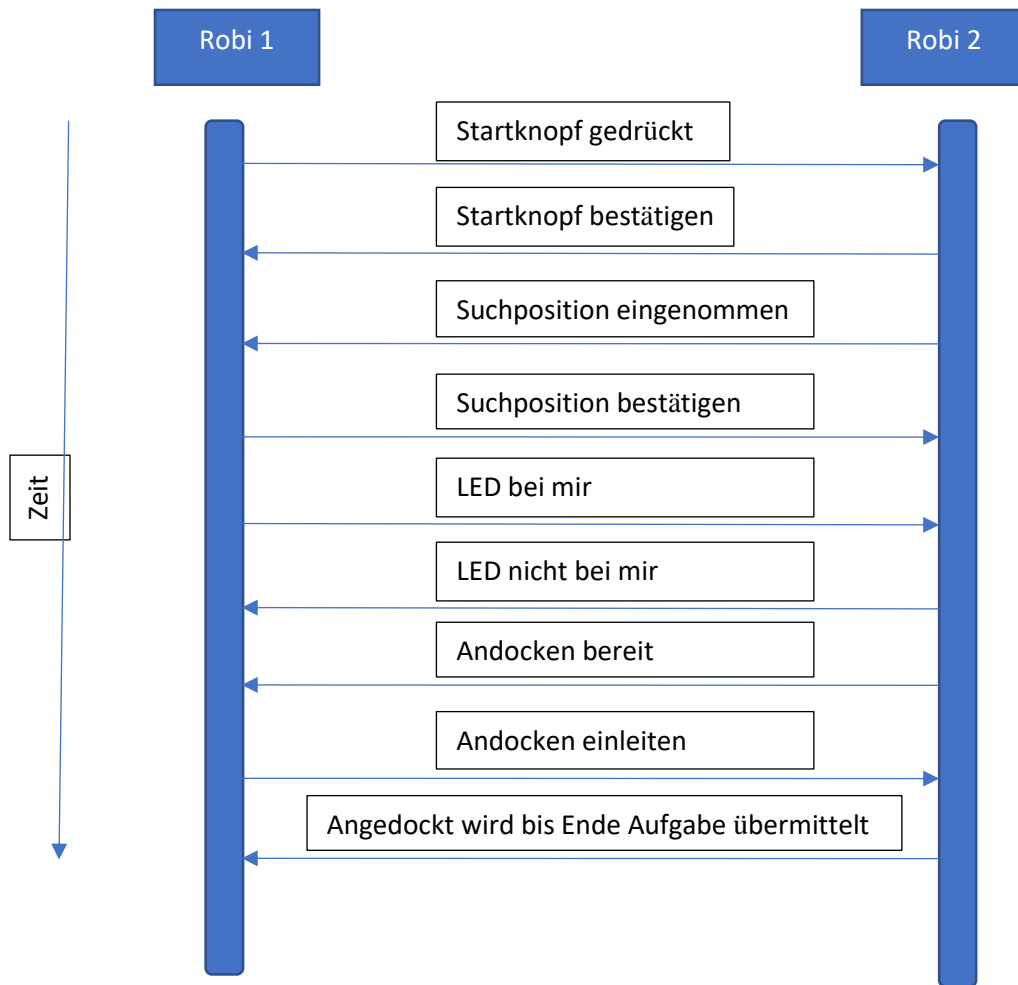 Robi 1
Robi 2
Startknopf gedrückt
Startknopf bestätigen
Suchposition eingenommen
Suchposition bestätigen
Zeit
LED bei mir
LED nicht bei mir
Andocken bereit
Andocken einleiten
Angedockt wird bis Ende Aufgabe übermittelt